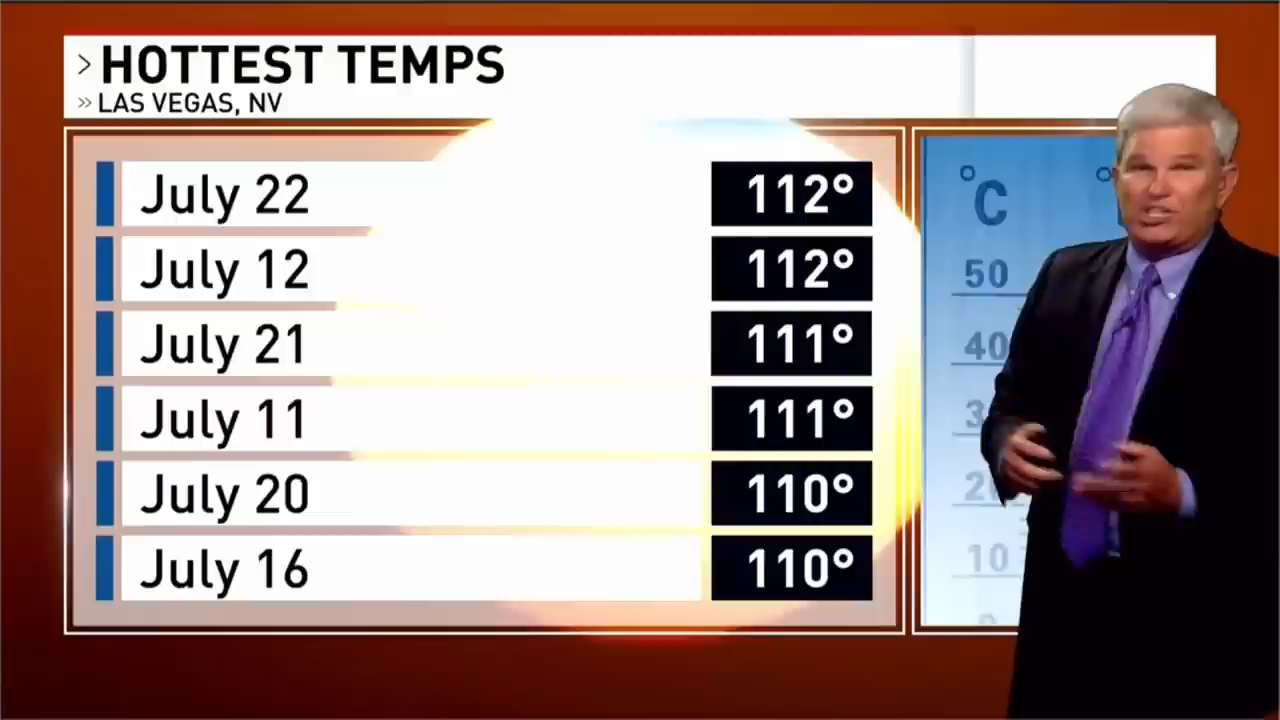 > HOTTEST TEMPS
» LAS VEGAS, NV
July 22 112°
July 12 112°
July 21 111°
July 11 111°
July 20 110°
July 16 110°
°C °
50
40
10